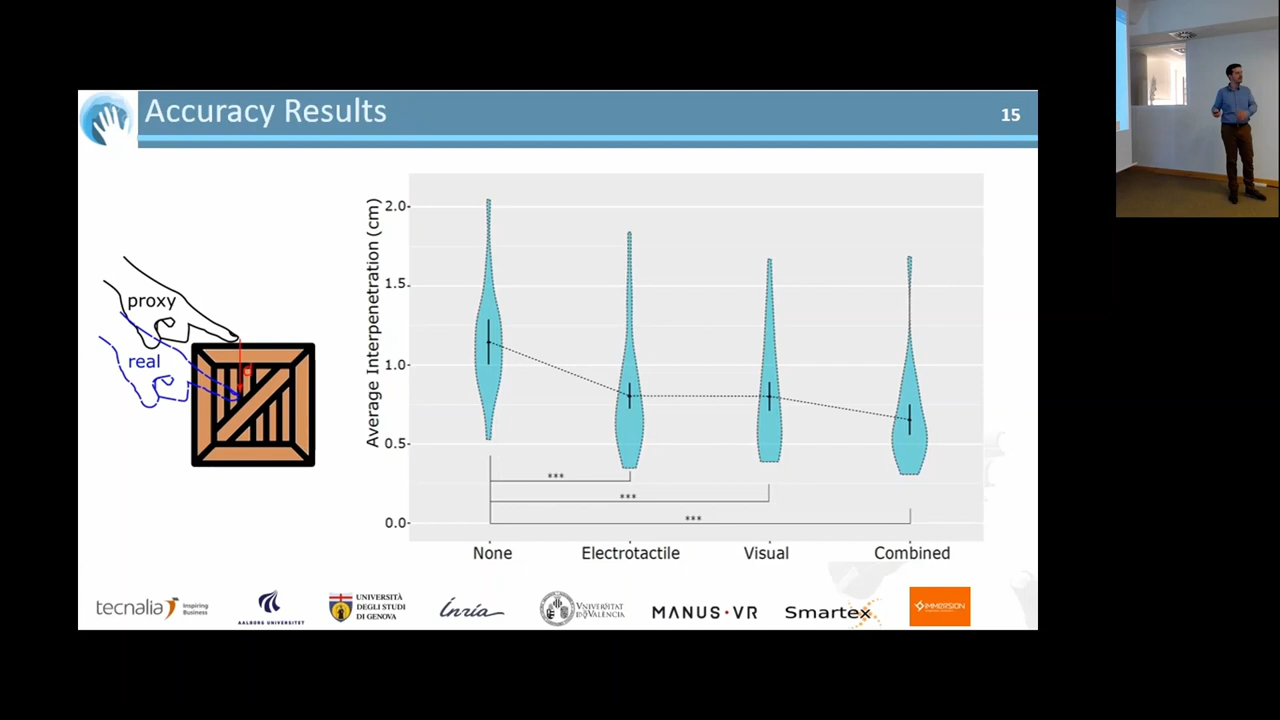 Accuracy Results
15
proxy
real
d
Average Interpenetration (cm)
2.0
1.5
1.0
0.5
0.0
***
***
***
None
Electrotactile
Visual
Combined
tecnalia Inspiring Business
AALBORG UNIVERSITET
UNIVERSITÀ
DEGLI STUDI
DI GENOVA
Inria
VNIVERSITAT
DE VALÈNCIA
MANUS·VR
Smartex
IMMERSION